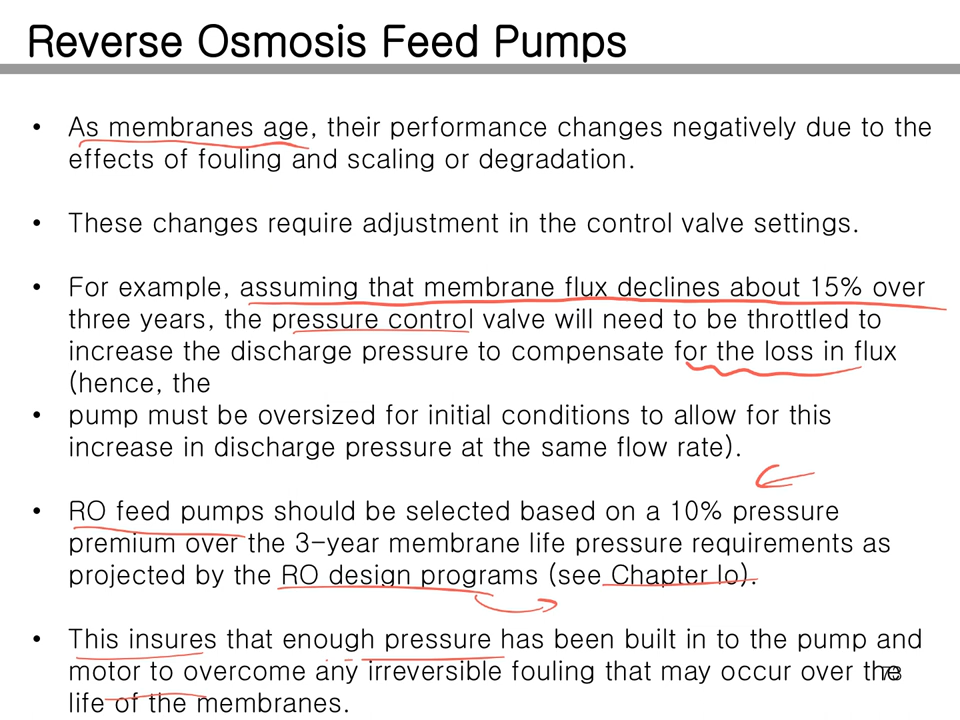 Reverse Osmosis Feed Pumps
• As membranes age, their performance changes negatively due to the
effects of fouling and scaling or degradation.
• These changes require adjustment in the control valve settings.
• For example, assuming that membrane flux declines about 15% over
three years, the pressure control valve will need to be throttled to
increase the discharge pressure to compensate for the loss in flux
(hence, the
• pump must be oversized for initial conditions to allow for this
increase in discharge pressure at the same flow rate).
• RO feed pumps should be selected based on a 10% pressure
premium over the 3-year membrane life pressure requirements as
projected by the RO design programs (see Chapter lo).
• This insures that enough pressure has been built in to the pump and
motor to overcome any irreversible fouling that may occur over the
life of the membranes.
73